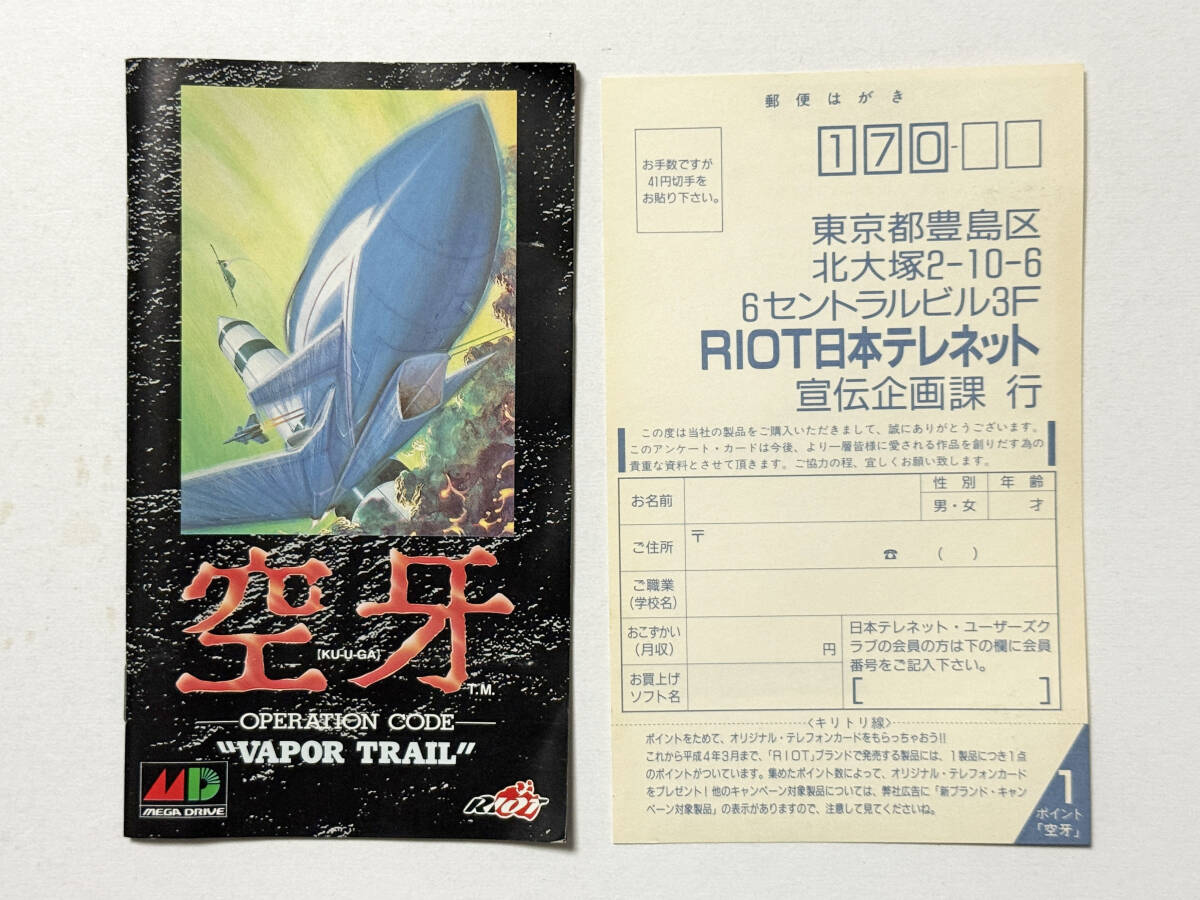 空牙
[KU-U-GA]
T.M.
OPERATION CODE
"VAPOR TRAIL"
MD
MEGA DRIVE
RIOT
郵便はがき
お手数ですが
41円切手を
お貼り下さい。
170-
東京都豊島区
北大塚2-10-6
6セントラルビル3F
RIOT日本テレネット
宣伝企画課 行
この度は当社の製品をご購入いただきまして、誠にありがとうございます。
このアンケート・カードは今後、より一層皆様に愛される作品を創りだす為の
貴重な資料とさせて頂きます。ご協力の程、宜しくお願い致します。
お名前
性別
年齢
男・女
才
ご住所
〒
☎ ( )
ご職業
(学校名)
おこずかい
(月収)
円
日本テレネット・ユーザーズク
ラブの会員の方は下の欄に会員
番号をご記入下さい。
[ ]
お買上げ
ソフト名
〈キリトリ線〉
ポイントをためて、オリジナル・テレフォンカードをもらっちゃおう!!
これから平成4年3月まで、「RIOT」ブランドで発売する製品には、1製品につき1点
のポイントがついています。集めたポイント数によって、オリジナル・テレフォンカード
をプレゼント!他のキャンペーン対象製品については、弊社広告に「新ブランド・キャン
ペーン対象製品」の表示がありますので、注意して見てくださいね。
1
ポイント
「空牙」